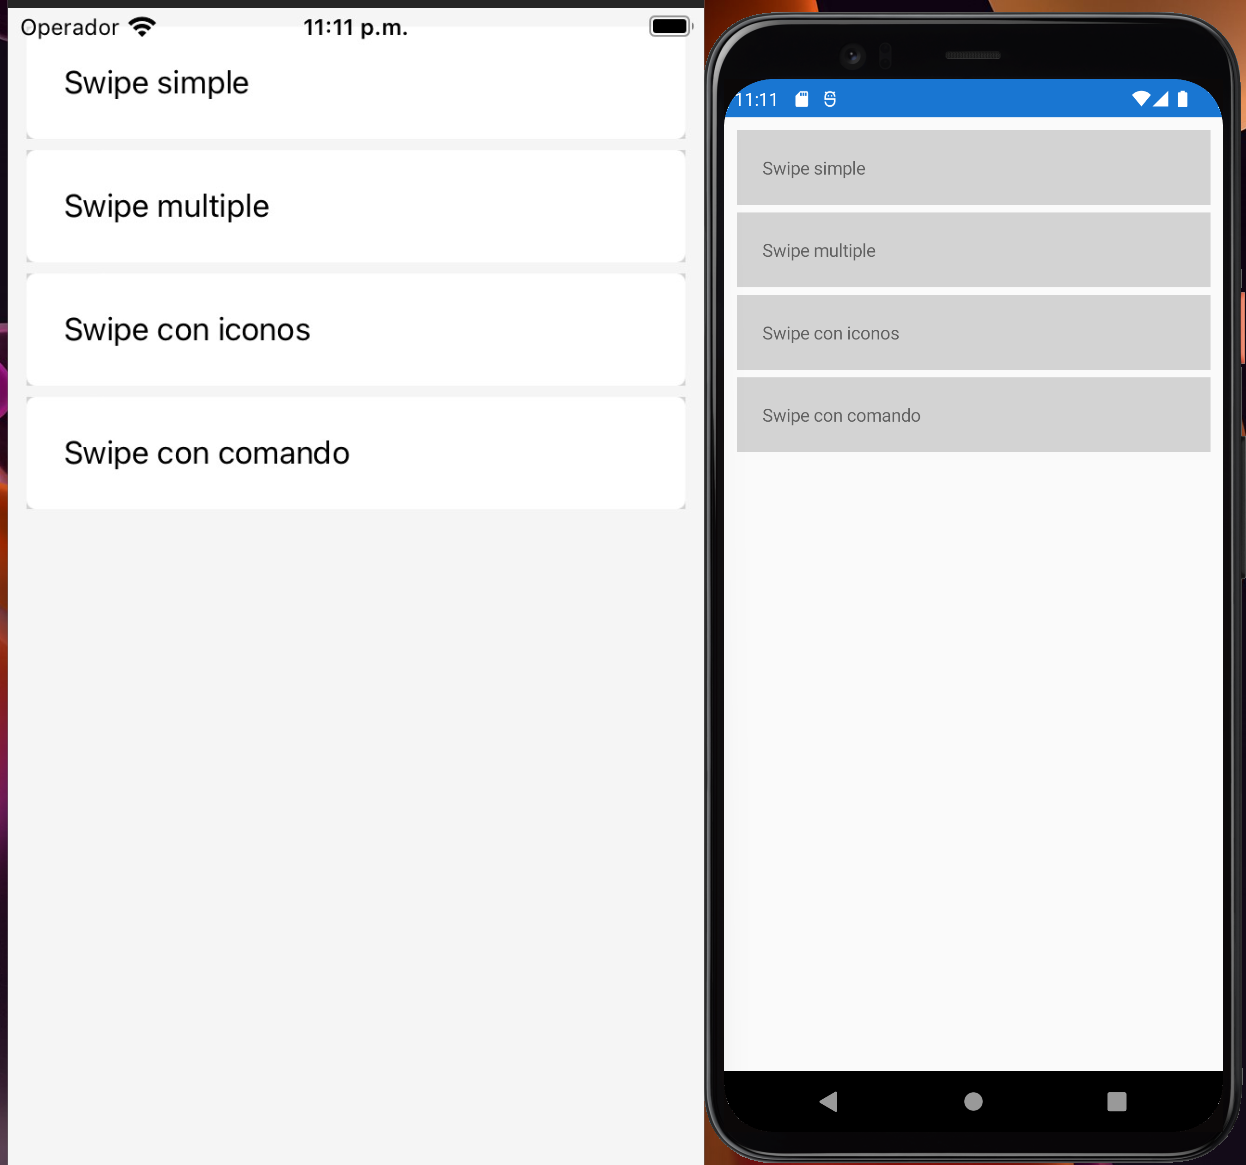 Operador 11:11 p.m.
Swipe simple
Swipe multiple
Swipe con iconos
Swipe con comando
11:11
Swipe simple
Swipe multiple
Swipe con iconos
Swipe con comando